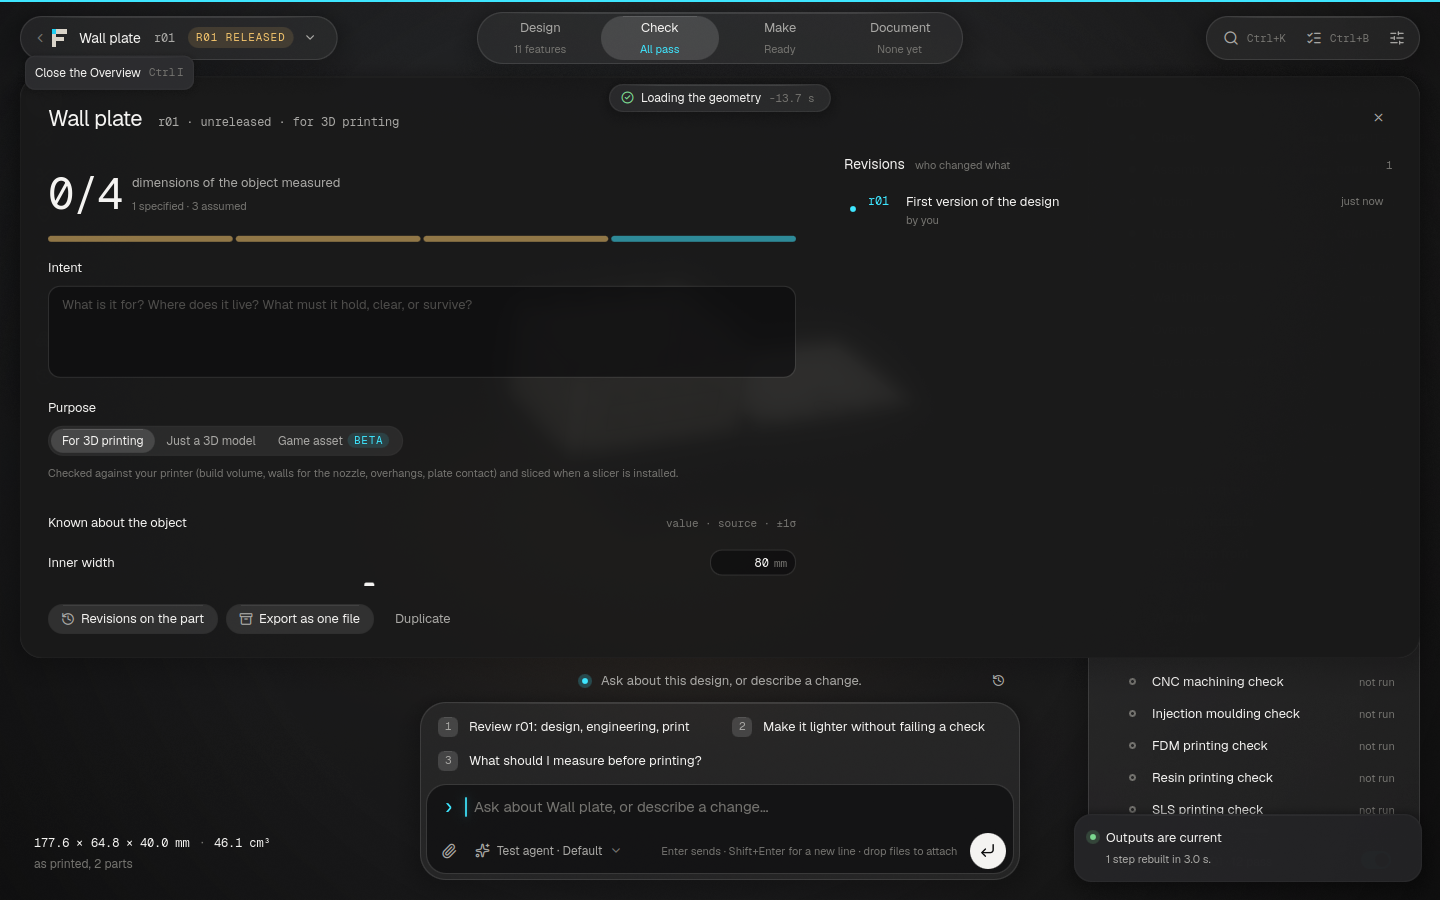 Wall plate r01 R01 RELEASED
Design
11 features
Check
All pass
Make
Ready
Document
None yet
Ctrl+K Ctrl+B
Close the Overview Ctrl I
Loading the geometry -13.7 s
Wall plate r01 · unreleased · for 3D printing
0/4 dimensions of the object measured
1 specified · 3 assumed
Intent
What is it for? Where does it live? What must it hold, clear, or survive?
Purpose
For 3D printing Just a 3D model Game asset BETA
Checked against your printer (build volume, walls for the nozzle, overhangs, plate contact) and sliced when a slicer is installed.
Known about the object value · source · ±1σ
Inner width 80 mm
Revisions on the part Export as one file Duplicate
Revisions who changed what 1
r01 First version of the design just now
by you
Ask about this design, or describe a change.
1 Review r01: design, engineering, print
2 Make it lighter without failing a check
3 What should I measure before printing?
› Ask about Wall plate, or describe a change...
Test agent · Default Enter sends · Shift+Enter for a new line · drop files to attach
177.6 × 64.8 × 40.0 mm · 46.1 cm³
as printed, 2 parts
CNC machining check not run
Injection moulding check not run
FDM printing check not run
Resin printing check not run
SLS printing check not run
Outputs are current
1 step rebuilt in 3.0 s.